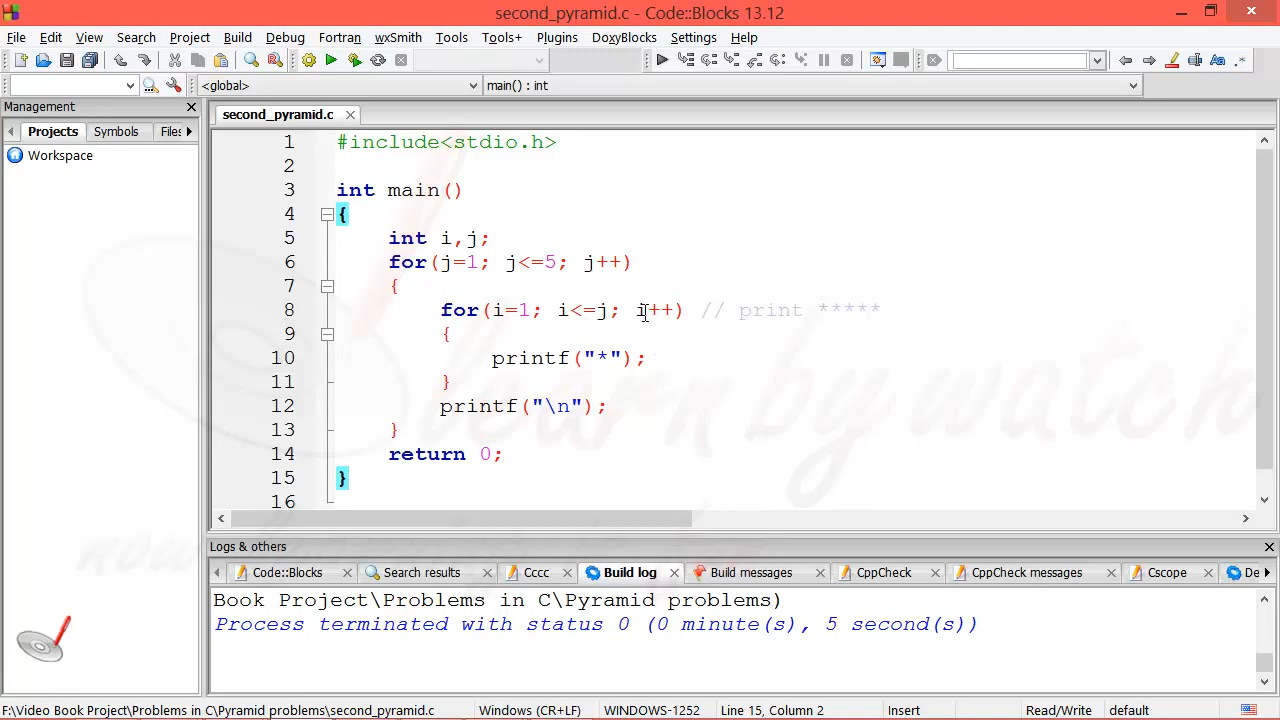 second_pyramid.c - Code::Blocks 13.12
File Edit View Search Project Build Debug Fortran wxSmith Tools Tools+ Plugins DoxyBlocks Settings Help
<global> main() : int
Management
Projects Symbols Files
Workspace
second_pyramid.c
1 #include<stdio.h>
2
3 int main()
4 {
5 int i,j;
6 for(j=1; j<=5; j++)
7 {
8 for(i=1; i<=j; i++) // print *****
9 {
10 printf("*");
11 }
12 printf("\n");
13 }
14 return 0;
15 }
16
learn by watch
Logs & others
Code::Blocks Search results Cccc Build log Build messages CppCheck CppCheck messages Cscope De
Book Project\Problems in C\Pyramid problems)
Process terminated with status 0 (0 minute(s), 5 second(s))
F:\Video Book Project\Problems in C\Pyramid problems\second_pyramid.c Windows (CR+LF) WINDOWS-1252 Line 15, Column 2 Insert Read/Write default